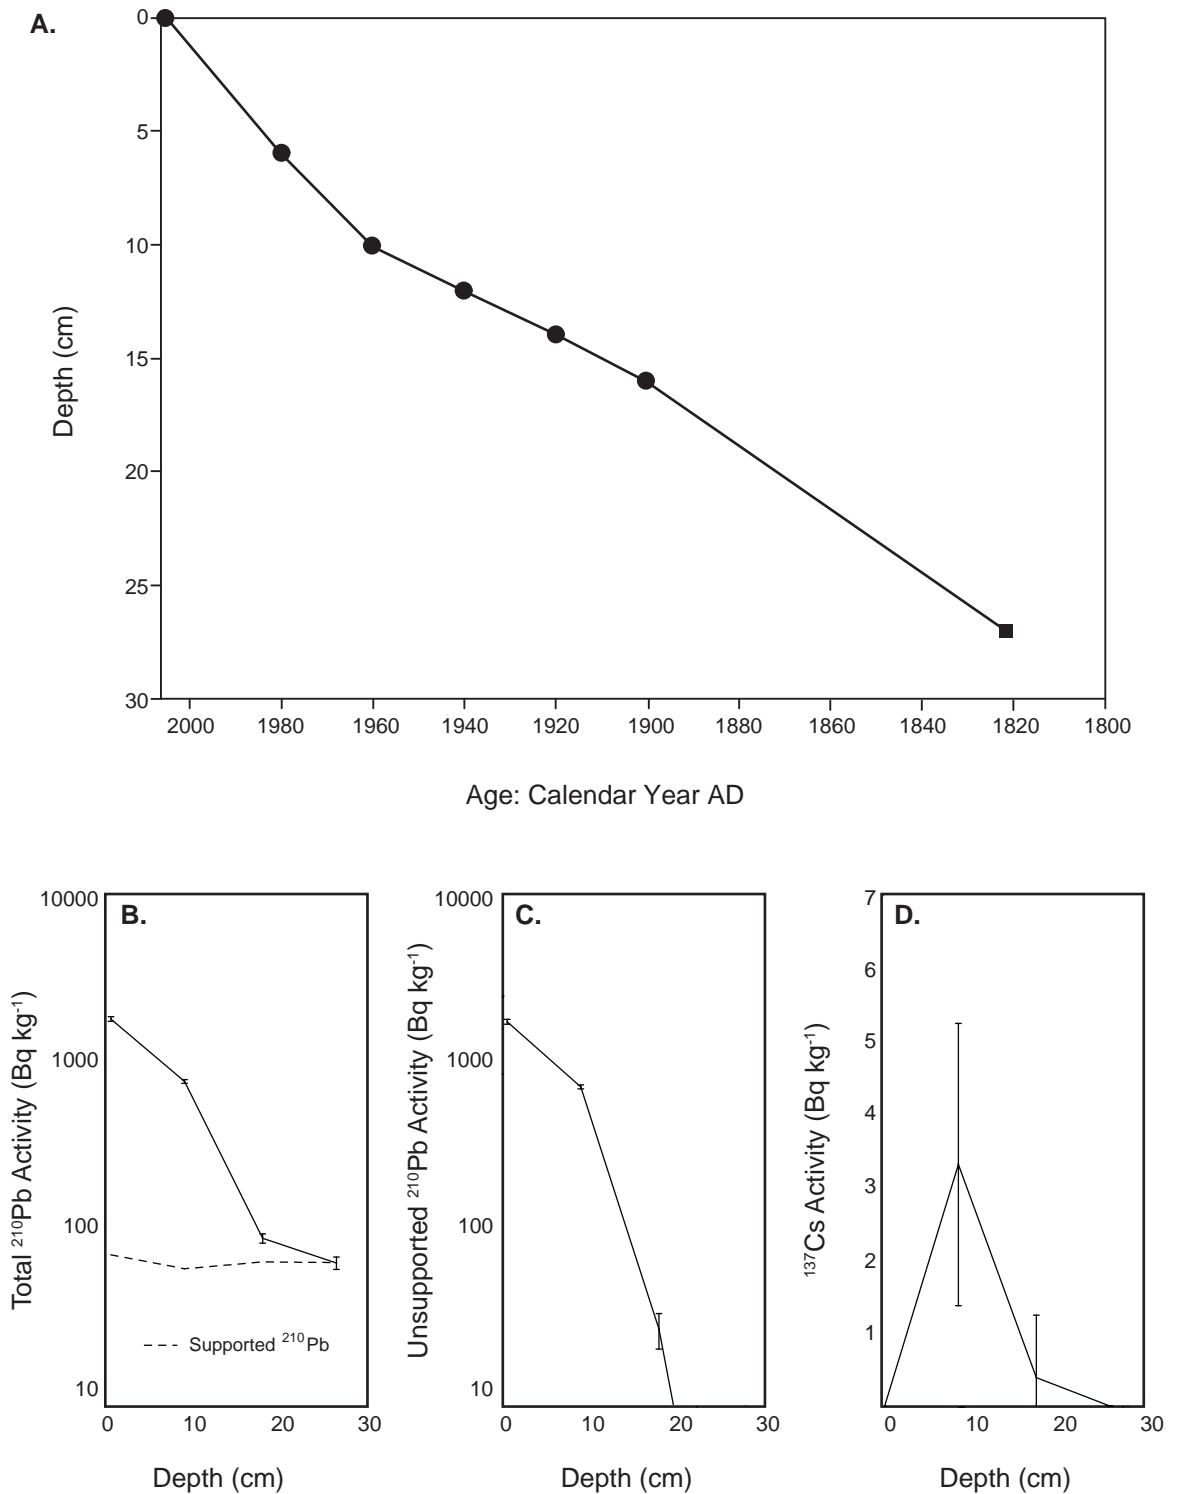 A.
0
5
10
15
20
25
30
Depth (cm)
2000 1980 1960 1940 1920 1900 1880 1860 1840 1820 1800
Age: Calendar Year AD
B.
10000
1000
100
10
Total ²¹⁰Pb Activity (Bq kg⁻¹)
Supported ²¹⁰Pb
0 10 20 30
Depth (cm)
C.
10000
1000
100
10
Unsupported ²¹⁰Pb Activity (Bq kg⁻¹)
0 10 20 30
Depth (cm)
D.
7
6
5
4
3
2
1
¹³⁷Cs Activity (Bq kg⁻¹)
0 10 20 30
Depth (cm)